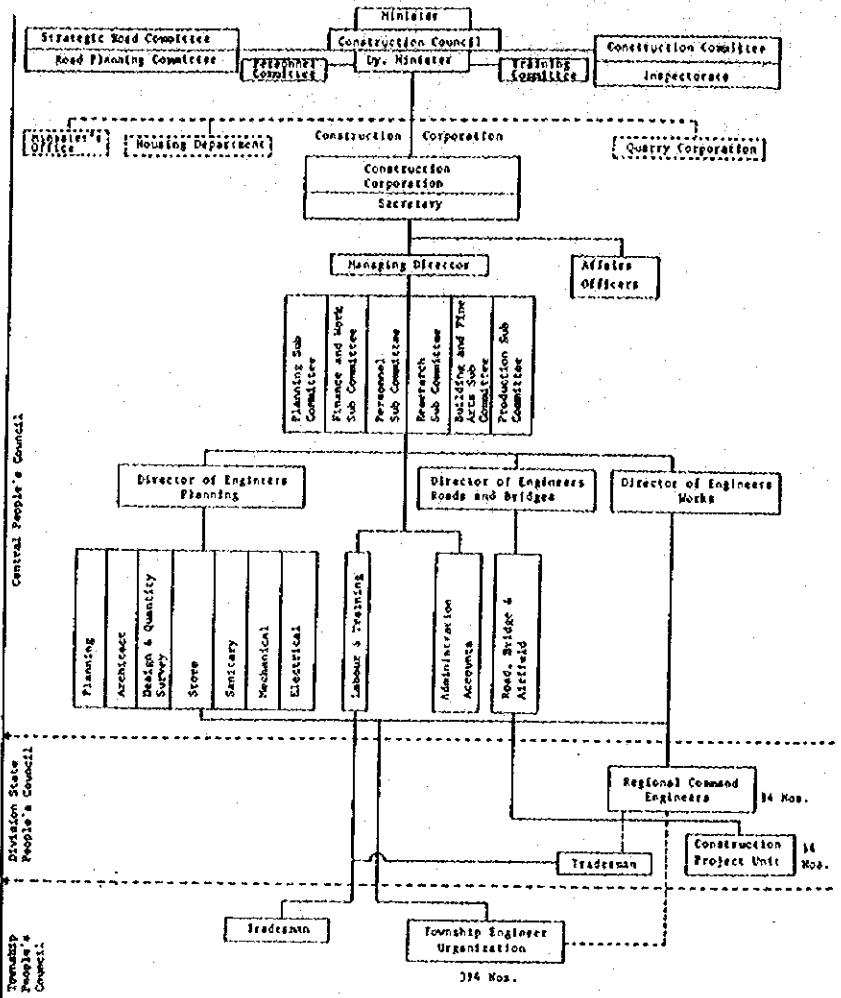 Minister
Strategic Road Committee
Construction Council
Construction Committee
Road Planning Committee
Dy. Minister
Inspectorate
Personnel
Committee
Training
Committee
Minister's
Office
Housing Department
Construction Corporation
Quarry Corporation
Construction
Corporation
Secretary
Managing Director
Affairs
Officers
Planning Sub
Committee
Finance and Work
Sub Committee
Personnel
Sub Committee
Research
Sub Committee
Building and Fine
Arts Sub
Committee
Production Sub
Committee
Central People's Council
Director of Engineers
Planning
Director of Engineers
Roads and Bridges
Director of Engineers
Works
Planning
Architect
Design & Quantity
Survey
Store
Sanitary
Mechanical
Electrical
Labour & Training
Administration
Accounts
Road, Bridge &
Airfield
Division State
People's Council
Regional Command
Engineers
14 Nos.
Construction
Project Unit
14
Nos.
Tradesman
Township
People's
Council
Tradesman
Township Engineer
Organization
314 Nos.